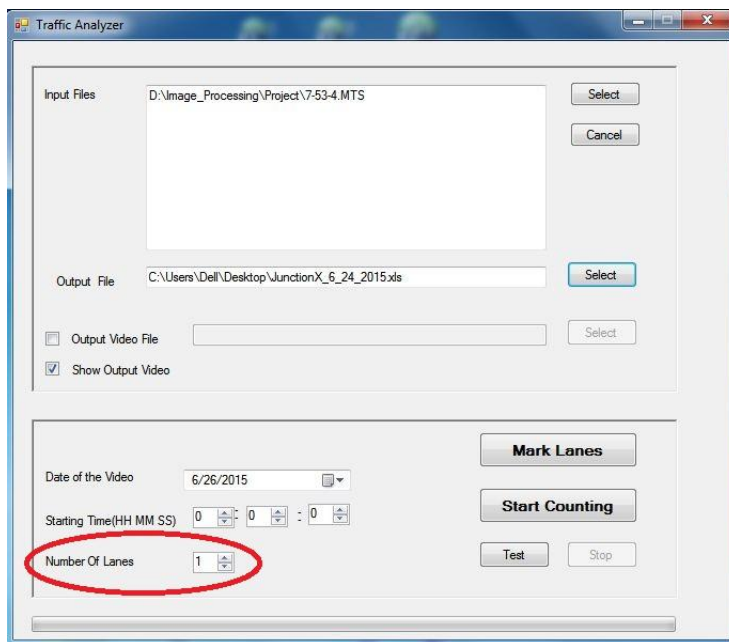 Traffic Analyzer
Input Files
D:\Image_Processing\Project\7-53-4.MTS
Select
Cancel
Output File
C:\Users\Dell\Desktop\JunctionX_6_24_2015.xls
Select
Output Video File
Select
Show Output Video
Mark Lanes
Date of the Video
6/26/2015
Starting Time(HH MM SS)
0 : 0 : 0
Start Counting
Number Of Lanes
1
Test
Stop